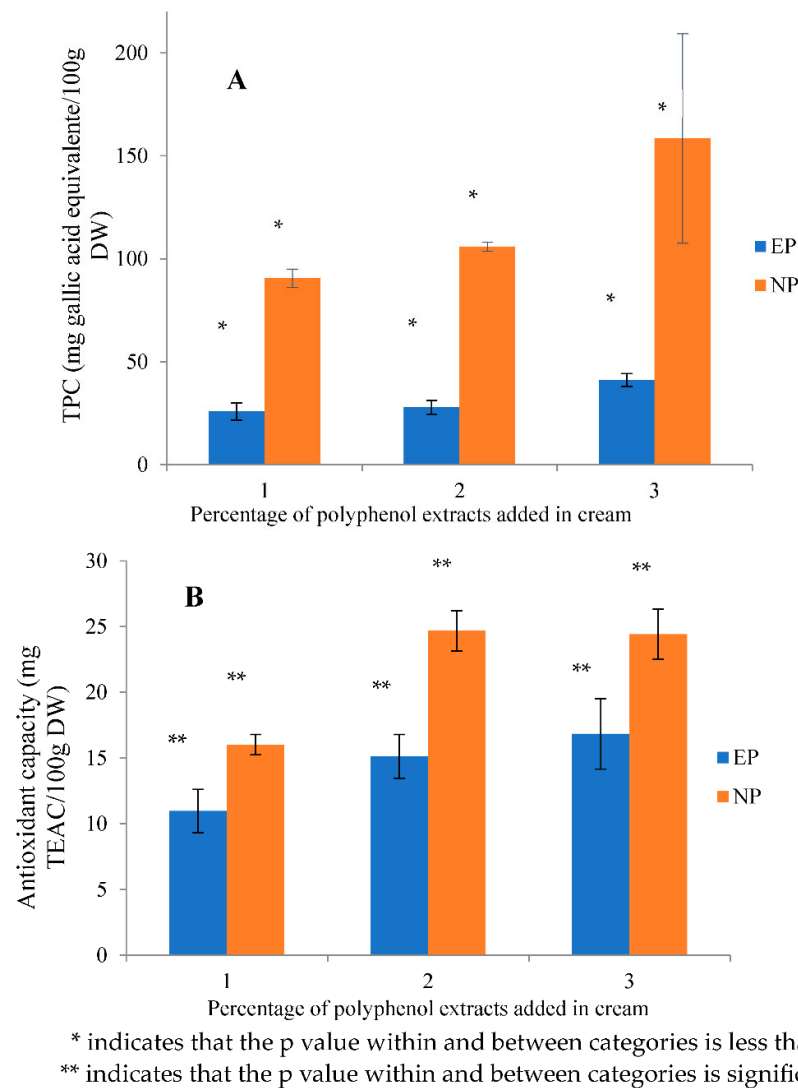 A
TPC (mg gallic acid equivalente/100g
DW)
200
150
100
50
0
*
*
*
*
*
*
EP
NP
1 2 3
Percentage of polyphenol extracts added in cream
B
Antioxidant capacity (mg
TEAC/100g DW)
30
25
20
15
10
5
0
**
**
**
**
**
**
EP
NP
1 2 3
Percentage of polyphenol extracts added in cream
* indicates that the p value within and between categories is less
** indicates that the p value within and between categories is